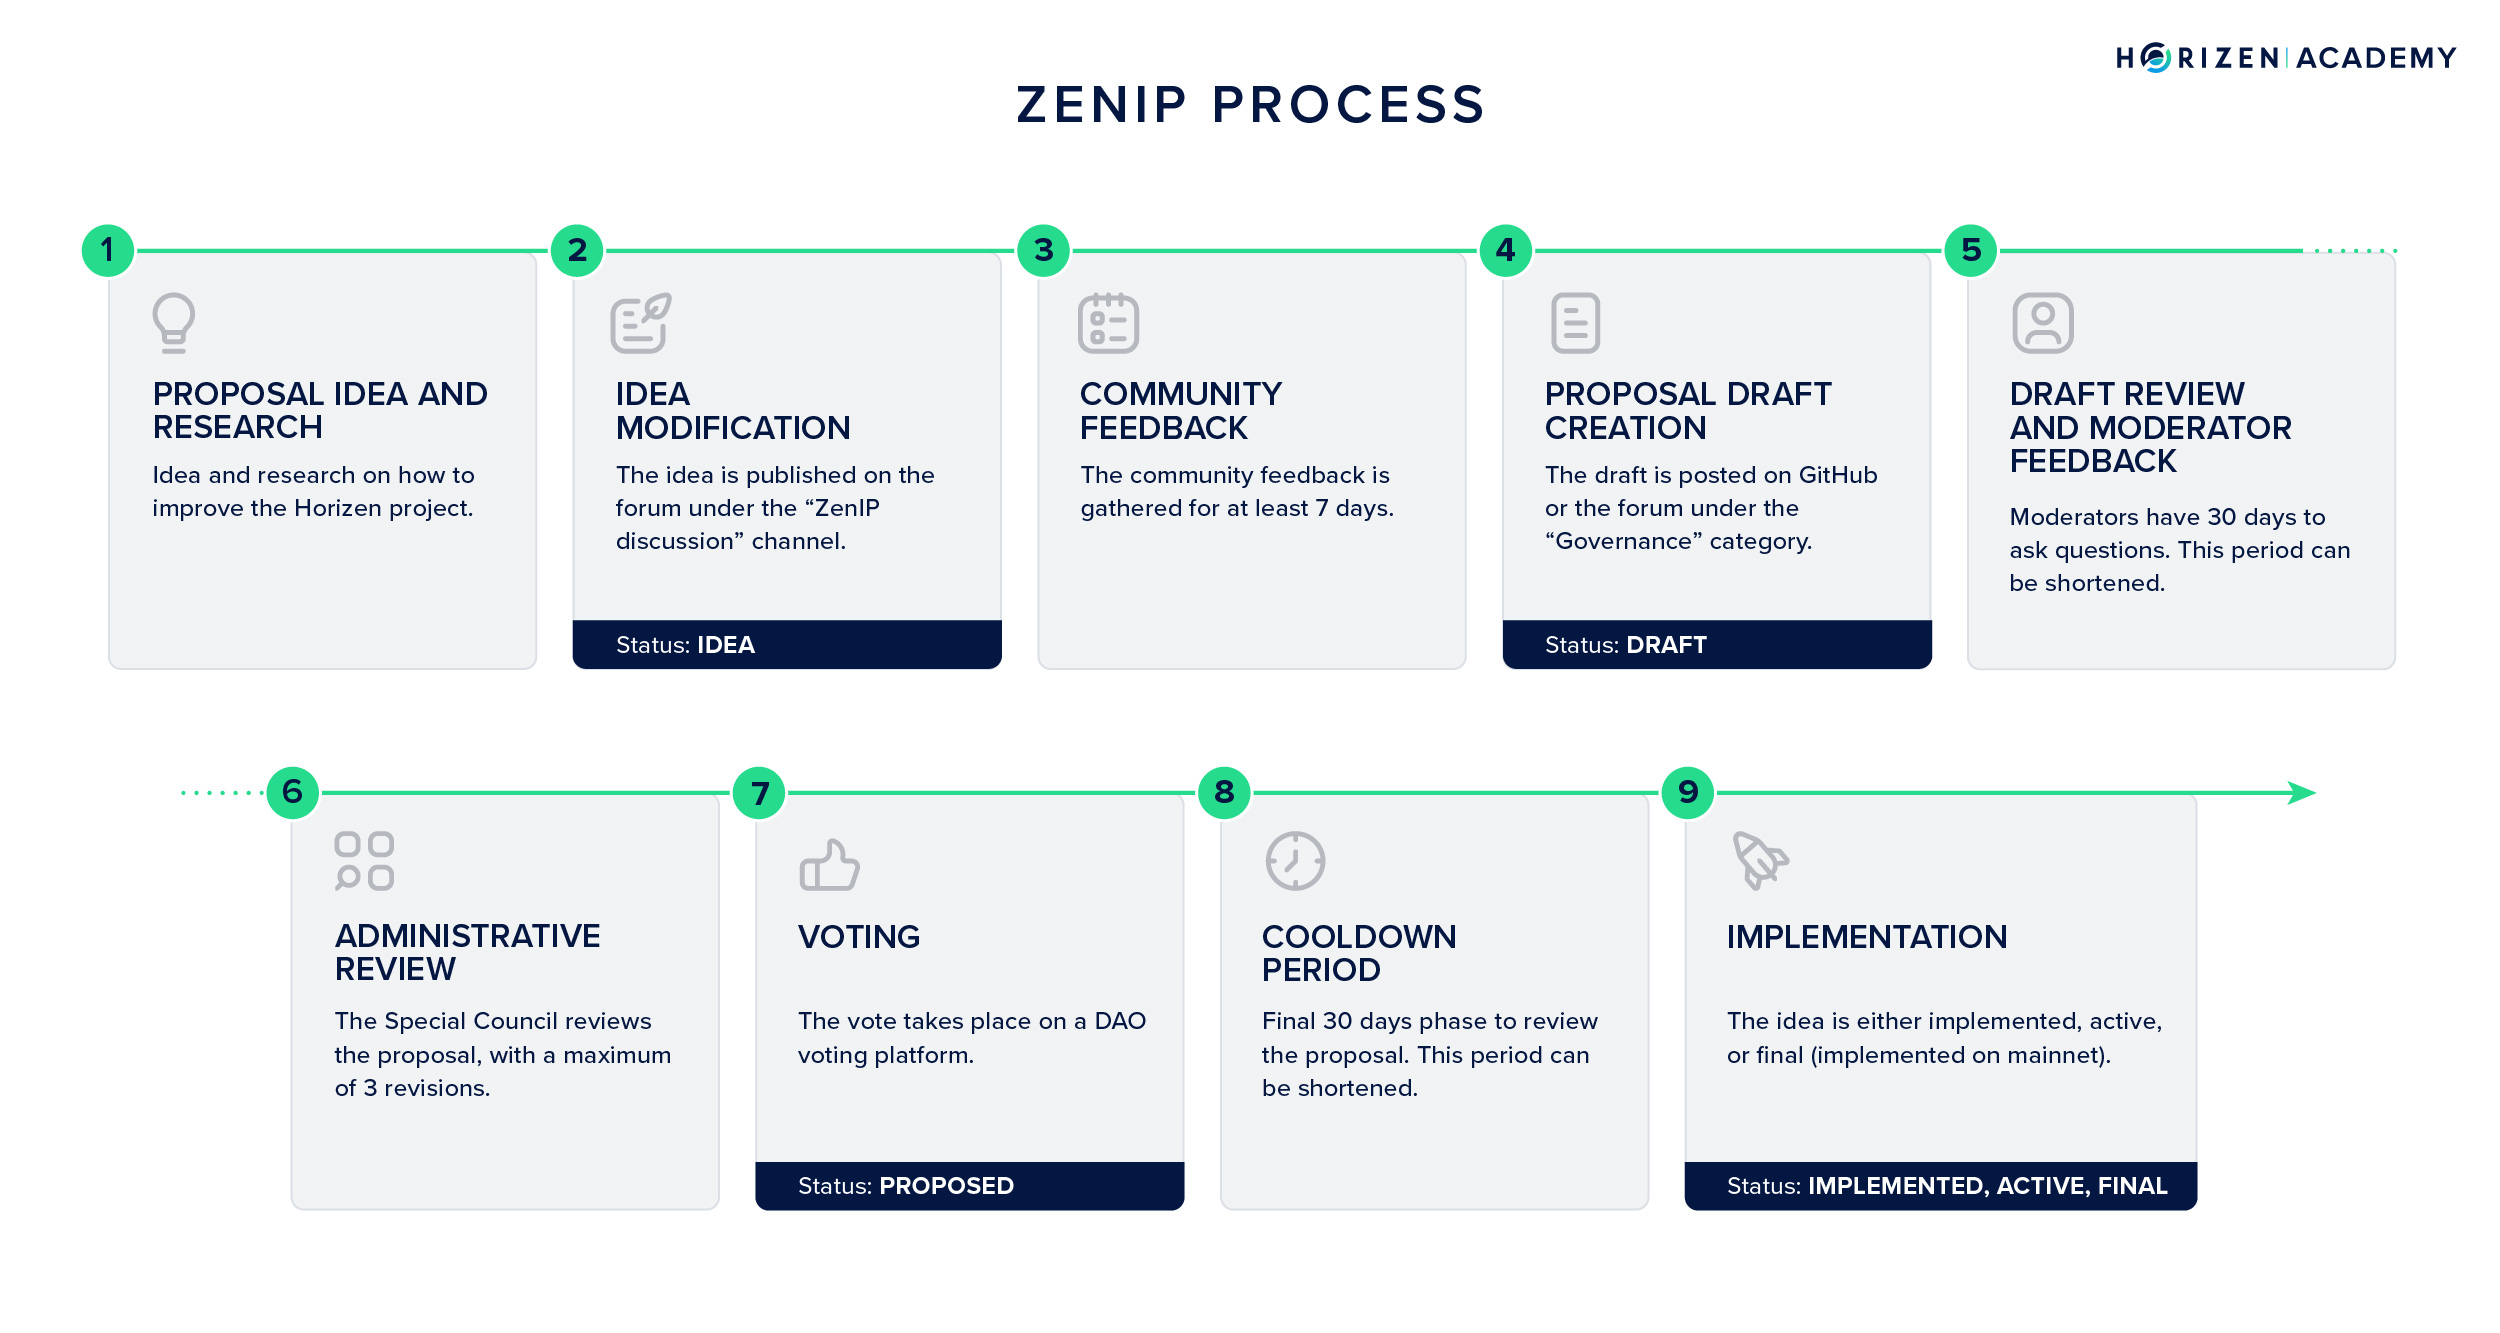 HORIZEN | ACADEMY
ZENIP PROCESS
1
PROPOSAL IDEA AND
RESEARCH
Idea and research on how to
improve the Horizen project.
2
IDEA
MODIFICATION
The idea is published on the
forum under the “ZenIP
discussion” channel.
Status: IDEA
3
COMMUNITY
FEEDBACK
The community feedback is
gathered for at least 7 days.
4
PROPOSAL DRAFT
CREATION
The draft is posted on GitHub
or the forum under the
“Governance” category.
Status: DRAFT
5
DRAFT REVIEW
AND MODERATOR
FEEDBACK
Moderators have 30 days to
ask questions. This period can
be shortened.
6
ADMINISTRATIVE
REVIEW
The Special Council reviews
the proposal, with a maximum
of 3 revisions.
7
VOTING
The vote takes place on a DAO
voting platform.
Status: PROPOSED
8
COOLDOWN
PERIOD
Final 30 days phase to review
the proposal. This period can
be shortened.
9
IMPLEMENTATION
The idea is either implemented, active,
or final (implemented on mainnet).
Status: IMPLEMENTED, ACTIVE, FINAL